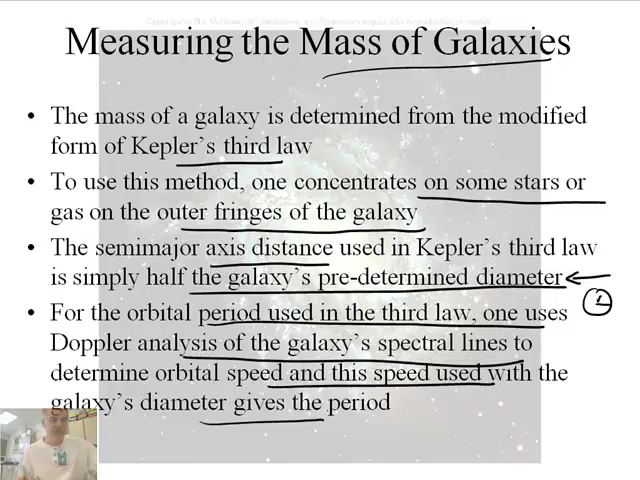 Measuring the Mass of Galaxies
• The mass of a galaxy is determined from the modified
form of Kepler's third law
• To use this method, one concentrates on some stars or
gas on the outer fringes of the galaxy
• The semimajor axis distance used in Kepler's third law
is simply half the galaxy's pre-determined diameter
• For the orbital period used in the third law, one uses
Doppler analysis of the galaxy's spectral lines to
determine orbital speed and this speed used with the
galaxy's diameter gives the period